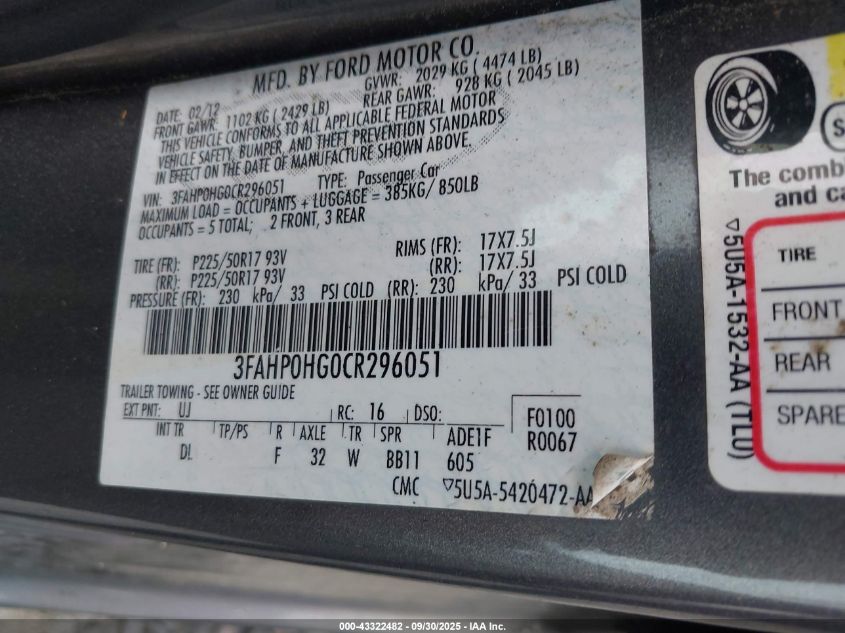 MFD. BY FORD MOTOR CO.
DATE: 02/12 GVWR: 2029 KG ( 4474 LB)
FRONT GAWR: 1102 KG ( 2429 LB) REAR GAWR: 928 KG ( 2045 LB)
THIS VEHICLE CONFORMS TO ALL APPLICABLE FEDERAL MOTOR
VEHICLE SAFETY, BUMPER, AND THEFT PREVENTION STANDARDS
IN EFFECT ON THE DATE OF MANUFACTURE SHOWN ABOVE.
VIN: 3FAHP0HG0CR296051 TYPE: Passenger Car
MAXIMUM LOAD = OCCUPANTS + LUGGAGE = 385KG/ 850LB
OCCUPANTS = 5 TOTAL; 2 FRONT, 3 REAR
TIRE (FR): P225/50R17 93V RIMS (FR): 17X7.5J
(RR): P225/50R17 93V (RR): 17X7.5J
PRESSURE (FR): 230 kPa/ 33 PSI COLD (RR): 230 kPa/ 33 PSI COLD
3FAHP0HG0CR296051
TRAILER TOWING - SEE OWNER GUIDE
EXT PNT: UJ RC: 16 DSO: F0100
INT TR TP/PS R AXLE TR SPR ADE1F R0067
DL F 32 W BB11 605
CMC ▽5U5A-5420472-AA
The comb
and ca
TIRE
FRONT
REAR
SPARE
▽5U5A-1532-AA (TLU)
000-43322482 - 09/30/2025 - IAA Inc.